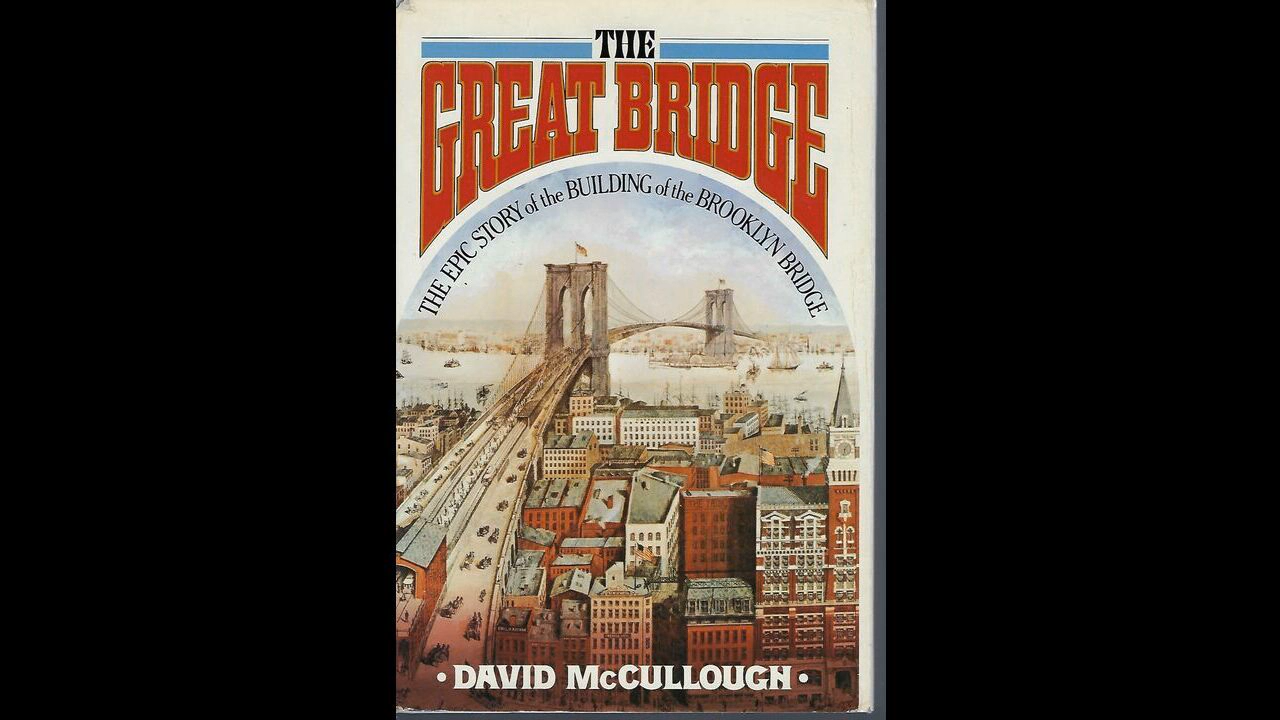 THE
GREAT BRIDGE
THE EPIC STORY of the BUILDING of the BROOKLYN BRIDGE
• DAVID McCULLOUGH •